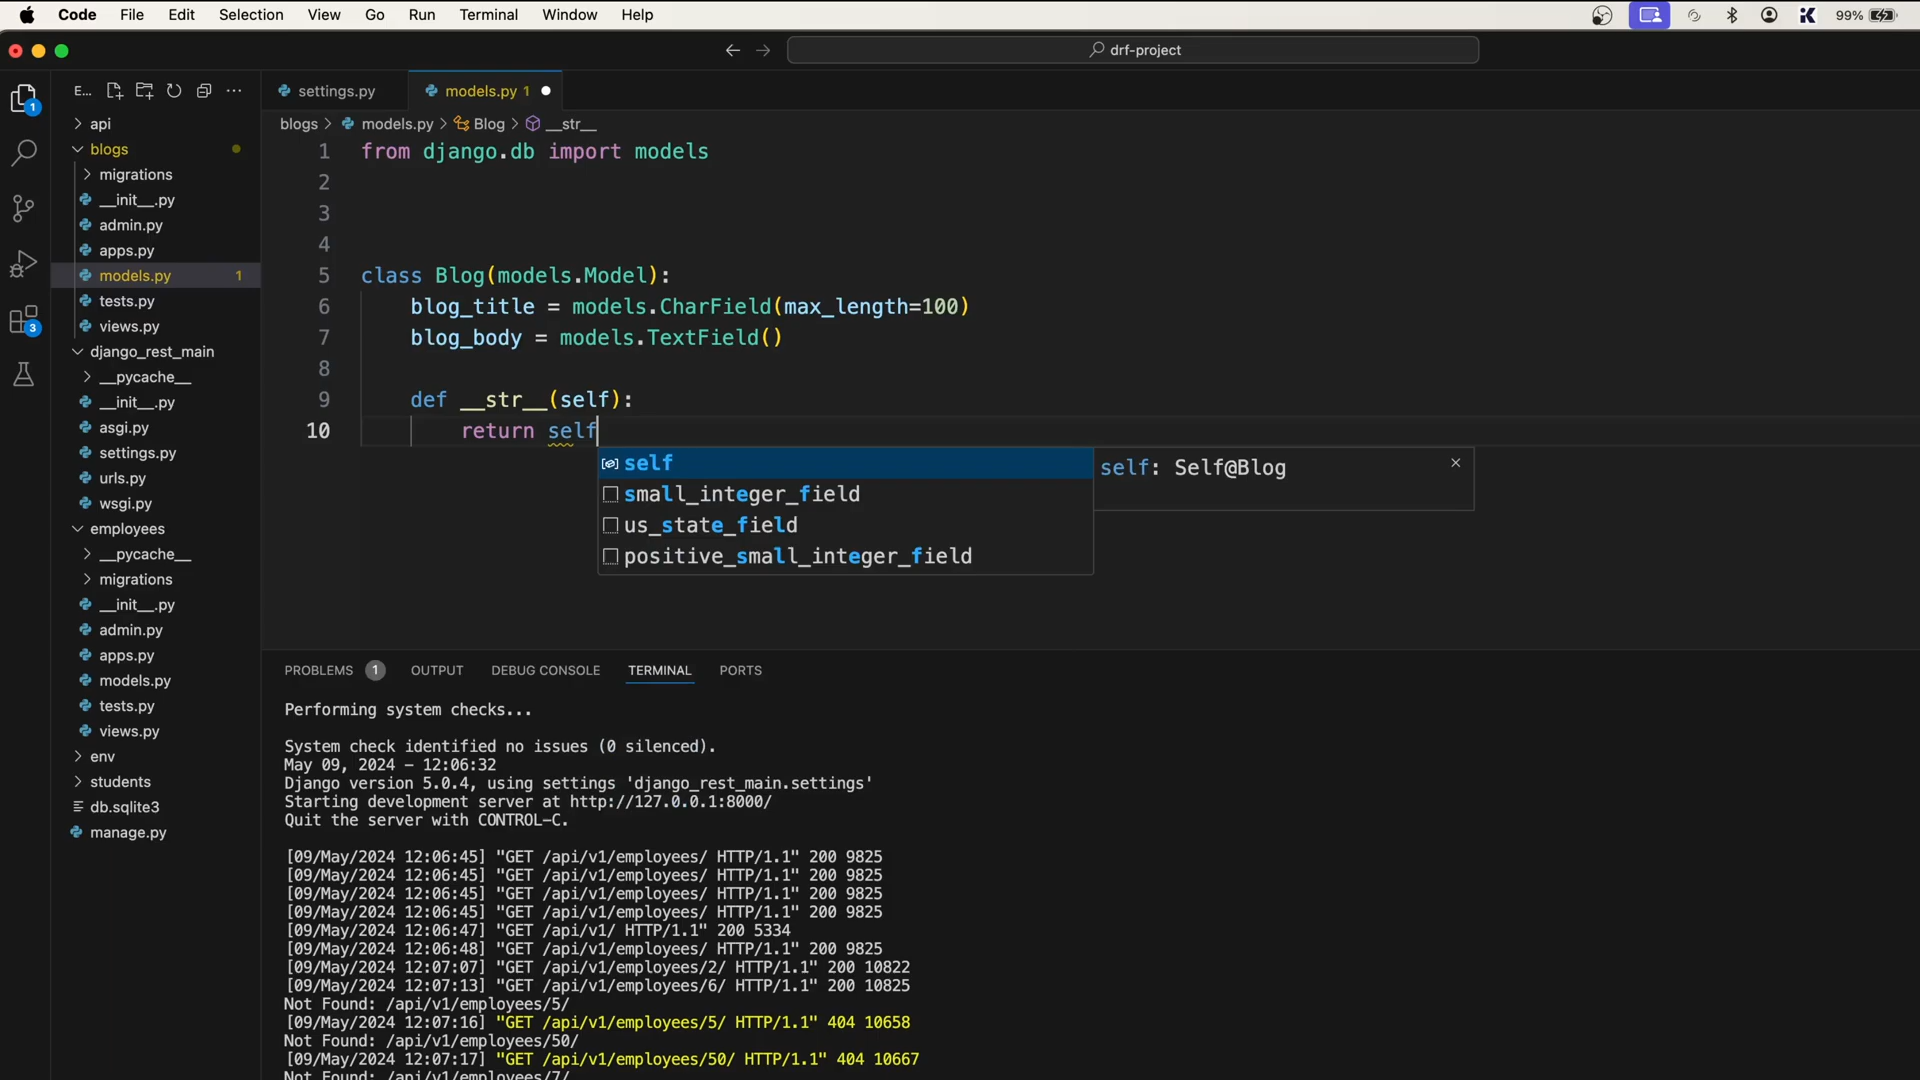 Code File Edit Selection View Go Run Terminal Window Help 99%
drf-project
E...
settings.py
models.py 1
blogs > models.py > Blog > __str__
1
3
api
blogs
migrations
__init__.py
admin.py
apps.py
models.py 1
tests.py
views.py
django_rest_main
__pycache__
__init__.py
asgi.py
settings.py
urls.py
wsgi.py
employees
__pycache__
migrations
__init__.py
admin.py
apps.py
models.py
tests.py
views.py
env
students
db.sqlite3
manage.py
1 from django.db import models
2
3
4
5 class Blog(models.Model):
6 blog_title = models.CharField(max_length=100)
7 blog_body = models.TextField()
8
9 def __str__(self):
10 return self
self
small_integer_field
us_state_field
positive_small_integer_field
self: Self@Blog
PROBLEMS 1 OUTPUT DEBUG CONSOLE TERMINAL PORTS
Performing system checks...
System check identified no issues (0 silenced).
May 09, 2024 - 12:06:32
Django version 5.0.4, using settings 'django_rest_main.settings'
Starting development server at http://127.0.0.1:8000/
Quit the server with CONTROL-C.
[09/May/2024 12:06:45] "GET /api/v1/employees/ HTTP/1.1" 200 9825
[09/May/2024 12:06:45] "GET /api/v1/employees/ HTTP/1.1" 200 9825
[09/May/2024 12:06:45] "GET /api/v1/employees/ HTTP/1.1" 200 9825
[09/May/2024 12:06:45] "GET /api/v1/employees/ HTTP/1.1" 200 9825
[09/May/2024 12:06:47] "GET /api/v1/ HTTP/1.1" 200 5334
[09/May/2024 12:06:48] "GET /api/v1/employees/ HTTP/1.1" 200 9825
[09/May/2024 12:07:07] "GET /api/v1/employees/2/ HTTP/1.1" 200 10822
[09/May/2024 12:07:13] "GET /api/v1/employees/6/ HTTP/1.1" 200 10825
Not Found: /api/v1/employees/5/
[09/May/2024 12:07:16] "GET /api/v1/employees/5/ HTTP/1.1" 404 10658
Not Found: /api/v1/employees/50/
[09/May/2024 12:07:17] "GET /api/v1/employees/50/ HTTP/1.1" 404 10667
Not Found: /api/v1/employees/7/